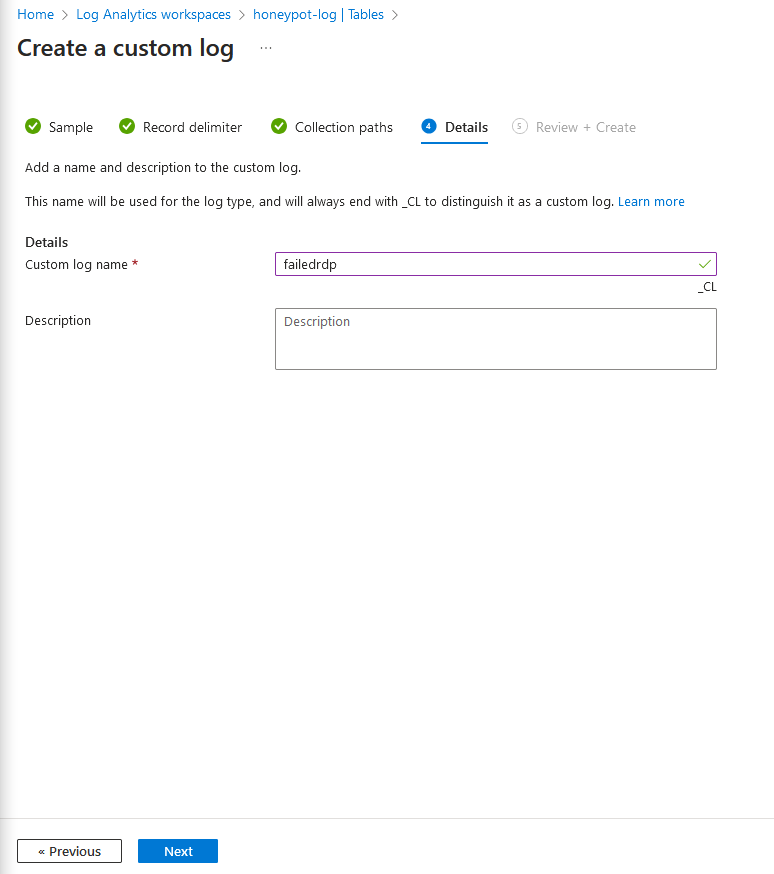 Home > Log Analytics workspaces > honeypot-log | Tables >
Create a custom log ...
Sample Record delimiter Collection paths 4 Details 5 Review + Create
Add a name and description to the custom log.
This name will be used for the log type, and will always end with _CL to distinguish it as a custom log. Learn more
Details
Custom log name * failedrdp
_CL
Description Description
« Previous Next